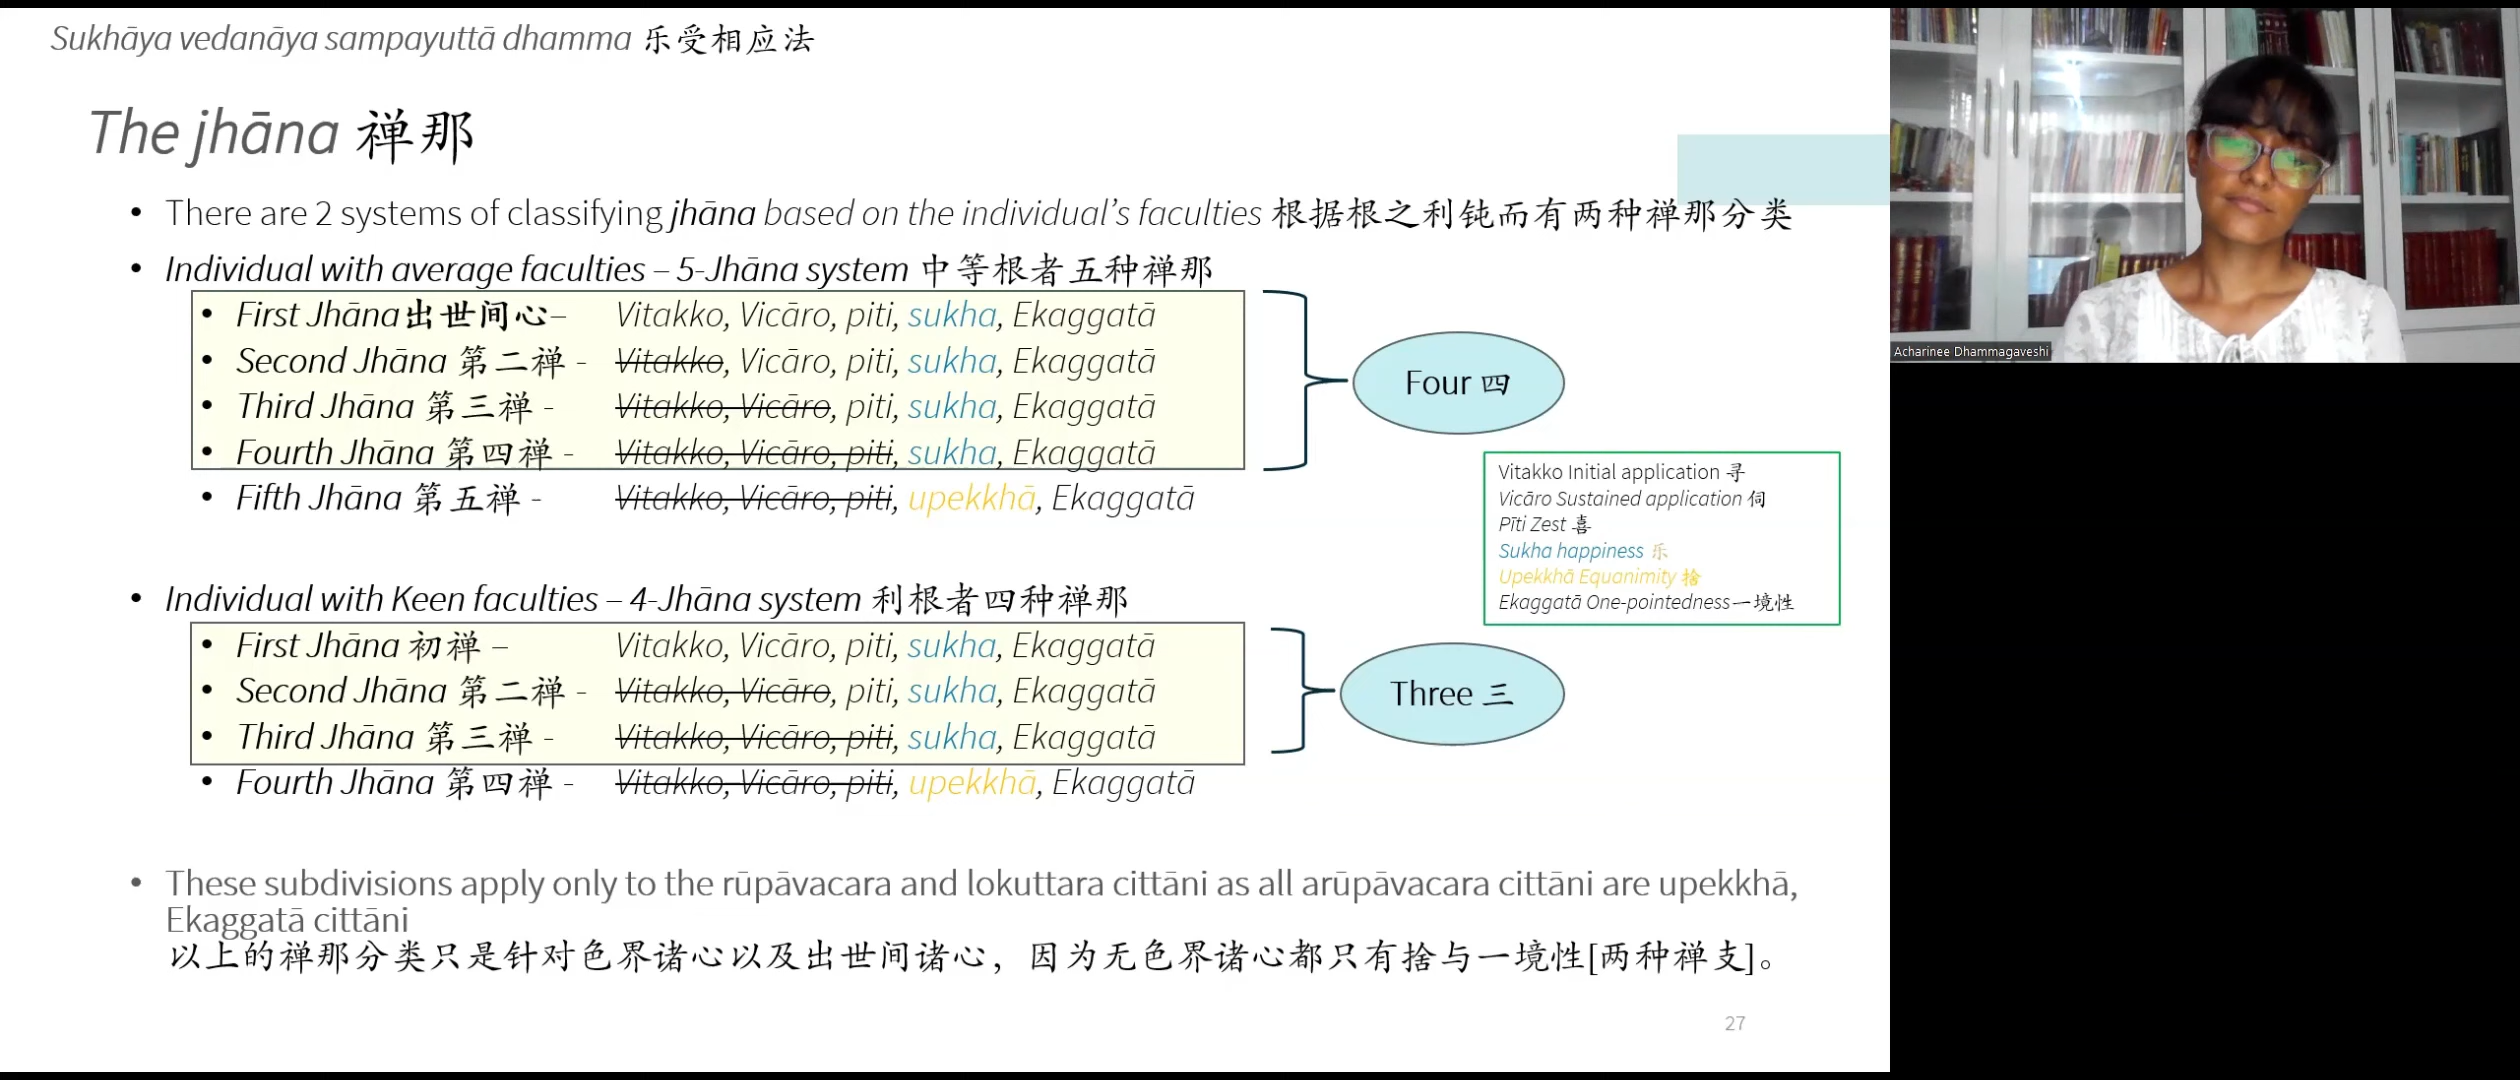 Sukhāya vedanāya sampayuttā dhamma 乐受相应法
The jhāna 禅那
• There are 2 systems of classifying jhāna based on the individual’s faculties 根据根之利钝而有两种禅那分类
• Individual with average faculties – 5-Jhāna system 中等根者五种禅那
• First Jhāna出世间心– Vitakko, Vicāro, piti, sukha, Ekaggatā
• Second Jhāna 第二禅 - Vitakko, Vicāro, piti, sukha, Ekaggatā
• Third Jhāna 第三禅 - Vitakko, Vicāro, piti, sukha, Ekaggatā
• Fourth Jhāna 第四禅 - Vitakko, Vicāro, piti, sukha, Ekaggatā
• Fifth Jhāna 第五禅 - Vitakko, Vicāro, piti, upekkhā, Ekaggatā
Four 四
Vitakko Initial application 寻
Vicāro Sustained application 伺
Pīti Zest 喜
Sukha happiness 乐
Upekkhā Equanimity 捨
Ekaggatā One-pointedness一境性
• Individual with Keen faculties – 4-Jhāna system 利根者四种禅那
• First Jhāna 初禅 – Vitakko, Vicāro, piti, sukha, Ekaggatā
• Second Jhāna 第二禅 - Vitakko, Vicāro, piti, sukha, Ekaggatā
• Third Jhāna 第三禅 - Vitakko, Vicāro, piti, sukha, Ekaggatā
• Fourth Jhāna 第四禅 - Vitakko, Vicāro, piti, upekkhā, Ekaggatā
Three 三
• These subdivisions apply only to the rūpāvacara and lokuttara cittāni as all arūpāvacara cittāni are upekkhā,
Ekaggatā cittāni
以上的禅那分类只是针对色界诸心以及出世间诸心，因为无色界诸心都只有捨与一境性[两种禅支]。
27
Acharinee Dhammagaveshi